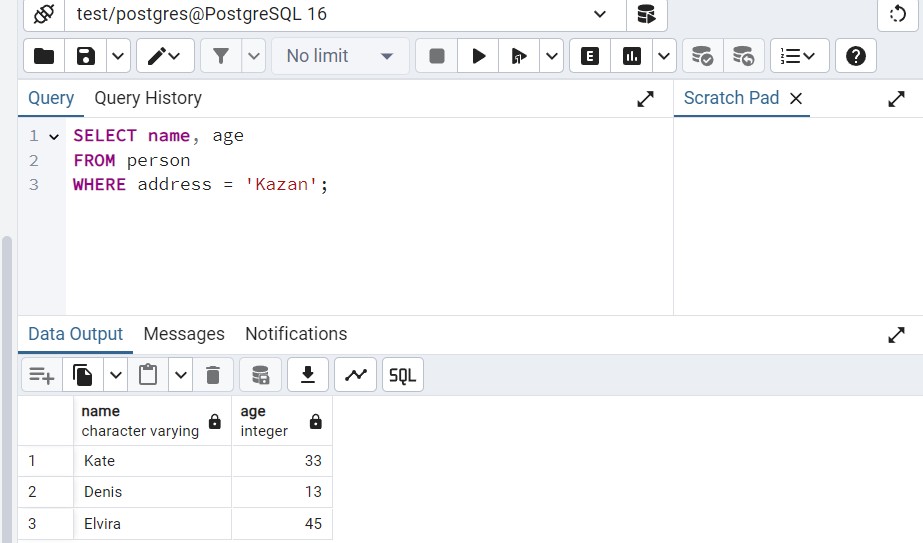 test/postgres@PostgreSQL 16
No limit
E
Query Query History
Scratch Pad
1 SELECT name, age
2 FROM person
3 WHERE address = 'Kazan';
Data Output Messages Notifications
SQL
name age
character varying integer
1 Kate 33
2 Denis 13
3 Elvira 45